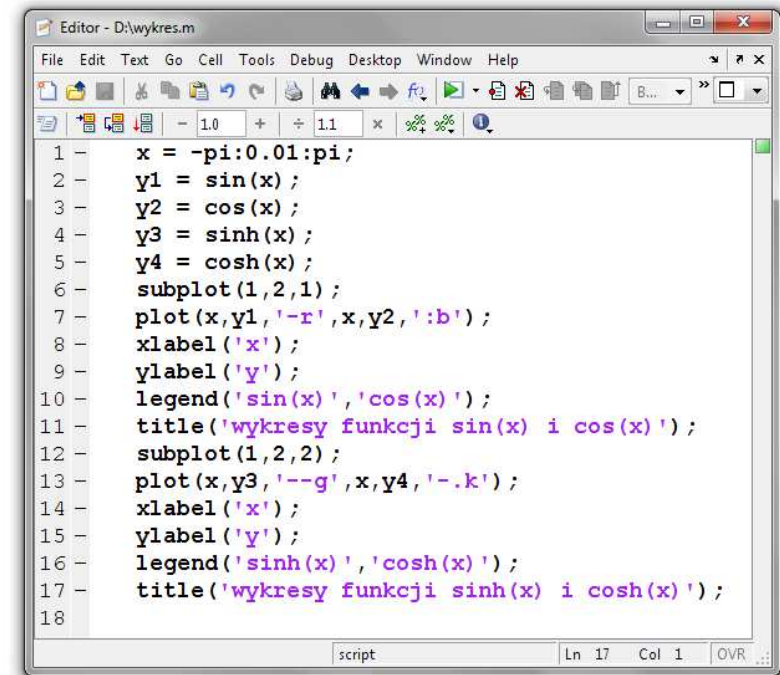 Editor - D:\wykres.m
File Edit Text Go Cell Tools Debug Desktop Window Help
B...
- 1.0 + ÷ 1.1 ×
1 - x = -pi:0.01:pi;
2 - y1 = sin(x);
3 - y2 = cos(x);
4 - y3 = sinh(x);
5 - y4 = cosh(x);
6 - subplot(1,2,1);
7 - plot(x,y1,'-r',x,y2,':b');
8 - xlabel('x');
9 - ylabel('y');
10 - legend('sin(x)','cos(x)');
11 - title('wykresy funkcji sin(x) i cos(x)');
12 - subplot(1,2,2);
13 - plot(x,y3,'--g',x,y4,'-.k');
14 - xlabel('x');
15 - ylabel('y');
16 - legend('sinh(x)','cosh(x)');
17 - title('wykresy funkcji sinh(x) i cosh(x)');
18
script Ln 17 Col 1 OVR